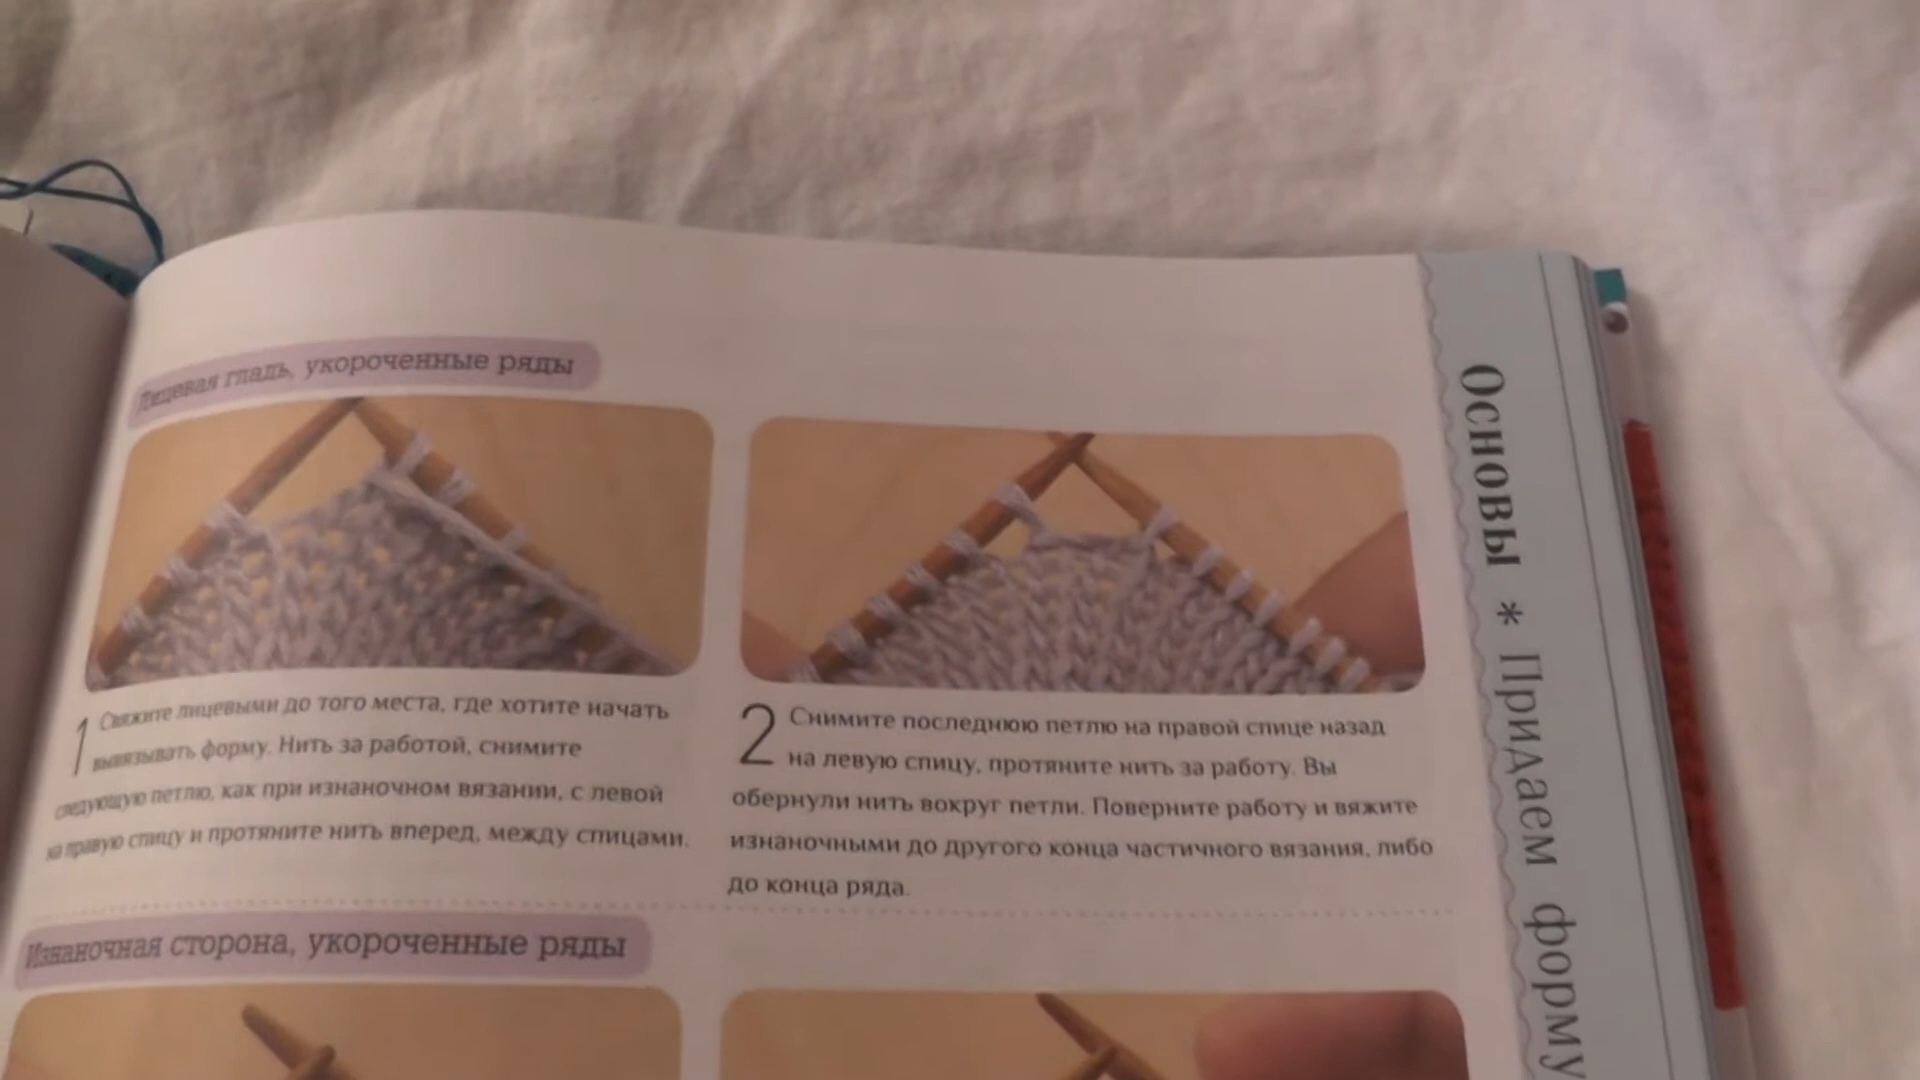 Лицевая гладь, укороченные ряды
1 Свяжите лицевыми до того места, где хотите начать
вывязывать форму. Нить за работой, снимите
следующую петлю, как при изнаночном вязании, с левой
на правую спицу и протяните нить вперед, между спицами.
2 Снимите последнюю петлю на правой спице назад
на левую спицу, протяните нить за работу. Вы
обернули нить вокруг петли. Поверните работу и вяжите
изнаночными до другого конца частичного вязания, либо
до конца ряда.
Изнаночная сторона, укороченные ряды
Основы * Придаем форму